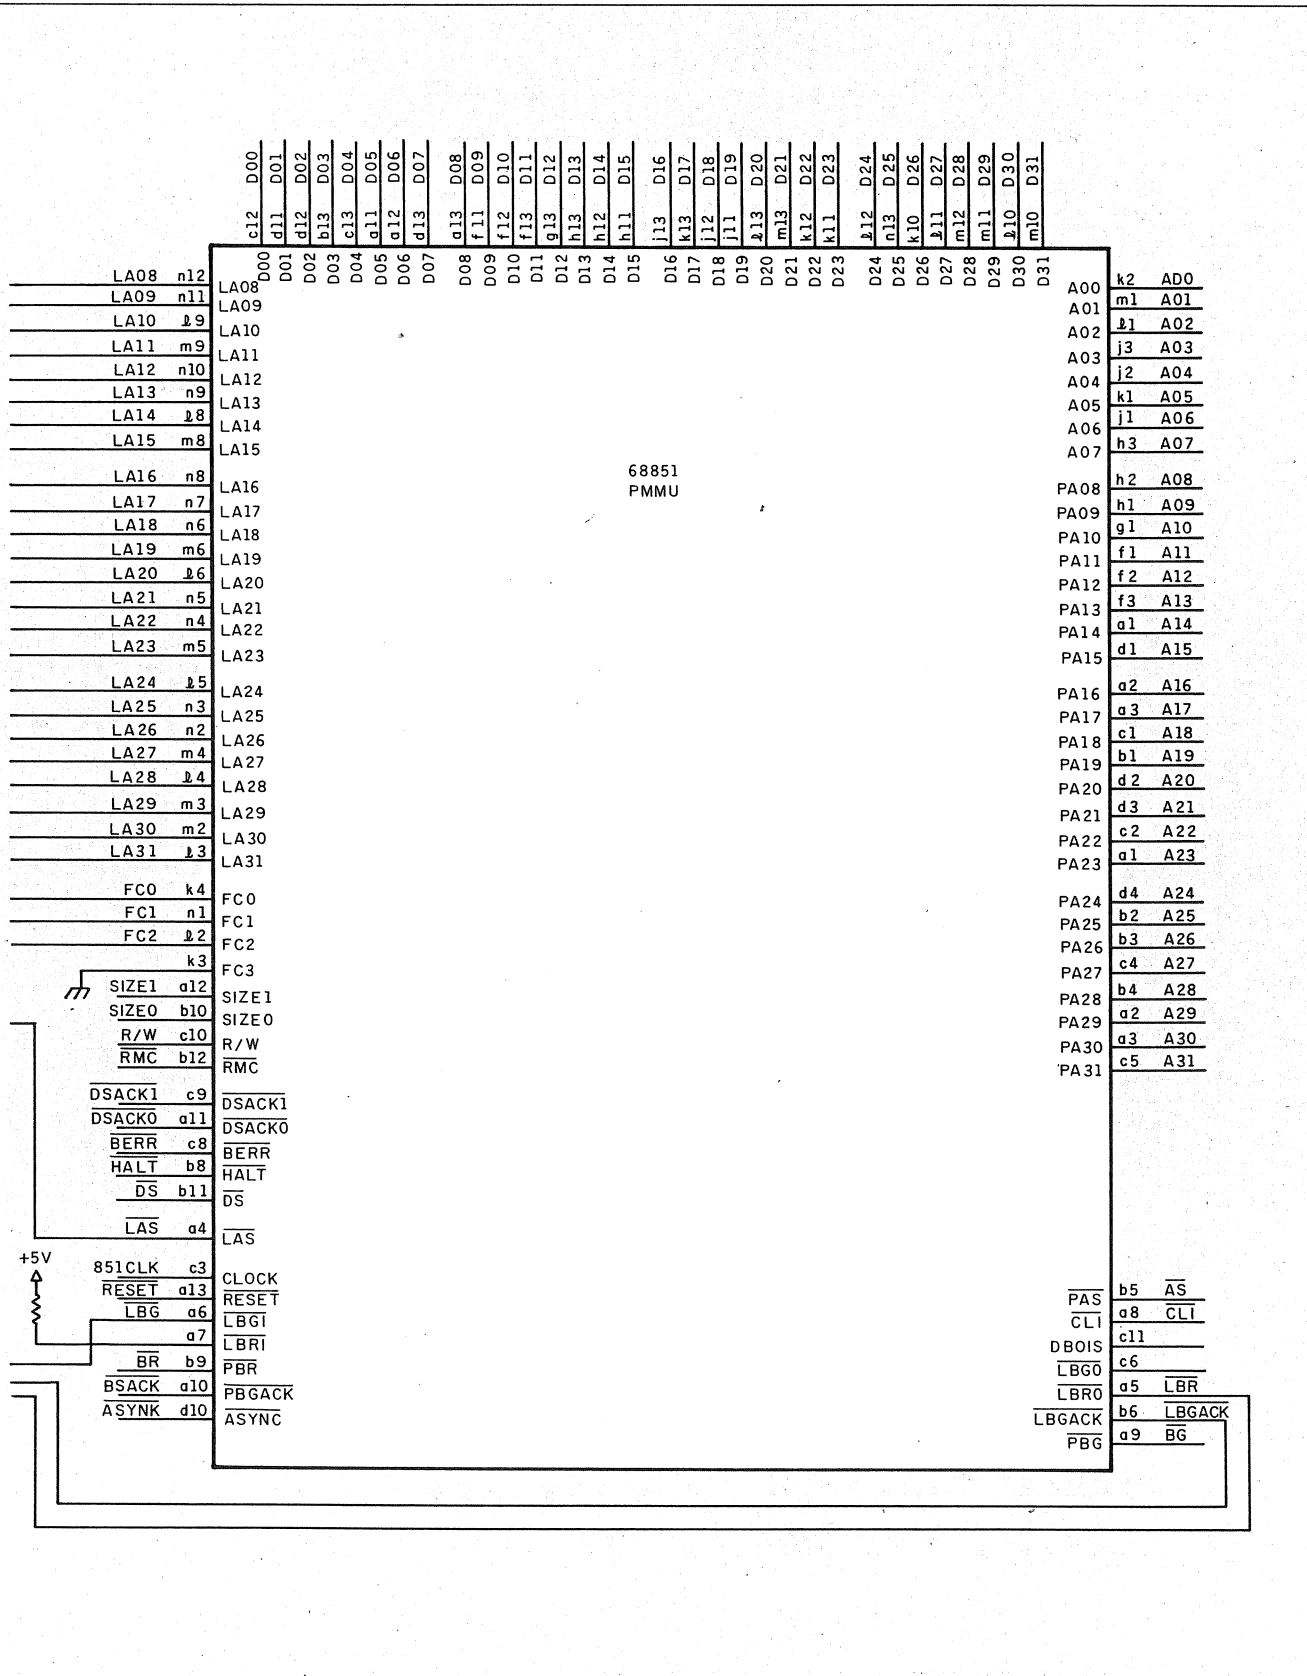 D00 D01 D02 D03 D04 D05 D06 D07 D08 D09 D10 D11 D12 D13 D14 D15 D16 D17 D18 D19 D20 D21 D22 D23 D24 D25 D26 D27 D28 D29 D30 D31
c12 d11 d12 b13 c13 a11 a12 d13 a13 f11 f12 f13 g13 h13 h12 h11 j13 k13 j12 j11 ℓ13 m13 k12 k11 ℓ12 n13 k10 ℓ11 m12 m11 ℓ10 m10
D00 D01 D02 D03 D04 D05 D06 D07 D08 D09 D10 D11 D12 D13 D14 D15 D16 D17 D18 D19 D20 D21 D22 D23 D24 D25 D26 D27 D28 D29 D30 D31
LA08 n12 LA08
LA09 n11 LA09
LA10 ℓ9 LA10
LA11 m9 LA11
LA12 n10 LA12
LA13 n9 LA13
LA14 ℓ8 LA14
LA15 m8 LA15
LA16 n8 LA16
LA17 n7 LA17
LA18 n6 LA18
LA19 m6 LA19
LA20 ℓ6 LA20
LA21 n5 LA21
LA22 n4 LA22
LA23 m5 LA23
LA24 ℓ5 LA24
LA25 n3 LA25
LA26 n2 LA26
LA27 m4 LA27
LA28 ℓ4 LA28
LA29 m3 LA29
LA30 m2 LA30
LA31 ℓ3 LA31
FC0 k4 FC0
FC1 n1 FC1
FC2 ℓ2 FC2
k3 FC3
SIZE1 a12 SIZE1
SIZE0 b10 SIZE0
R/W c10 R/W
RMC b12 RMC
DSACK1 c9 DSACK1
DSACK0 a11 DSACK0
BERR c8 BERR
HALT b8 HALT
DS b11 DS
LAS a4 LAS
+5V
851CLK c3 CLOCK
RESET a13 RESET
LBG a6 LBGI
a7 LBRI
BR b9 PBR
BSACK a10 PBGACK
ASYNK d10 ASYNC
68851
PMMU
A00 k2 AD0
A01 m1 A01
A02 ℓ1 A02
A03 j3 A03
A04 j2 A04
A05 k1 A05
A06 j1 A06
A07 h3 A07
PA08 h2 A08
PA09 h1 A09
PA10 g1 A10
PA11 f1 A11
PA12 f2 A12
PA13 f3 A13
PA14 a1 A14
PA15 d1 A15
PA16 a2 A16
PA17 a3 A17
PA18 c1 A18
PA19 b1 A19
PA20 d2 A20
PA21 d3 A21
PA22 c2 A22
PA23 a1 A23
PA24 d4 A24
PA25 b2 A25
PA26 b3 A26
PA27 c4 A27
PA28 b4 A28
PA29 a2 A29
PA30 a3 A30
PA31 c5 A31
PAS b5 AS
CLI a8 CLI
DBOIS c11
LBGO c6
LBRO a5 LBR
LBGACK b6 LBGACK
PBG a9 BG